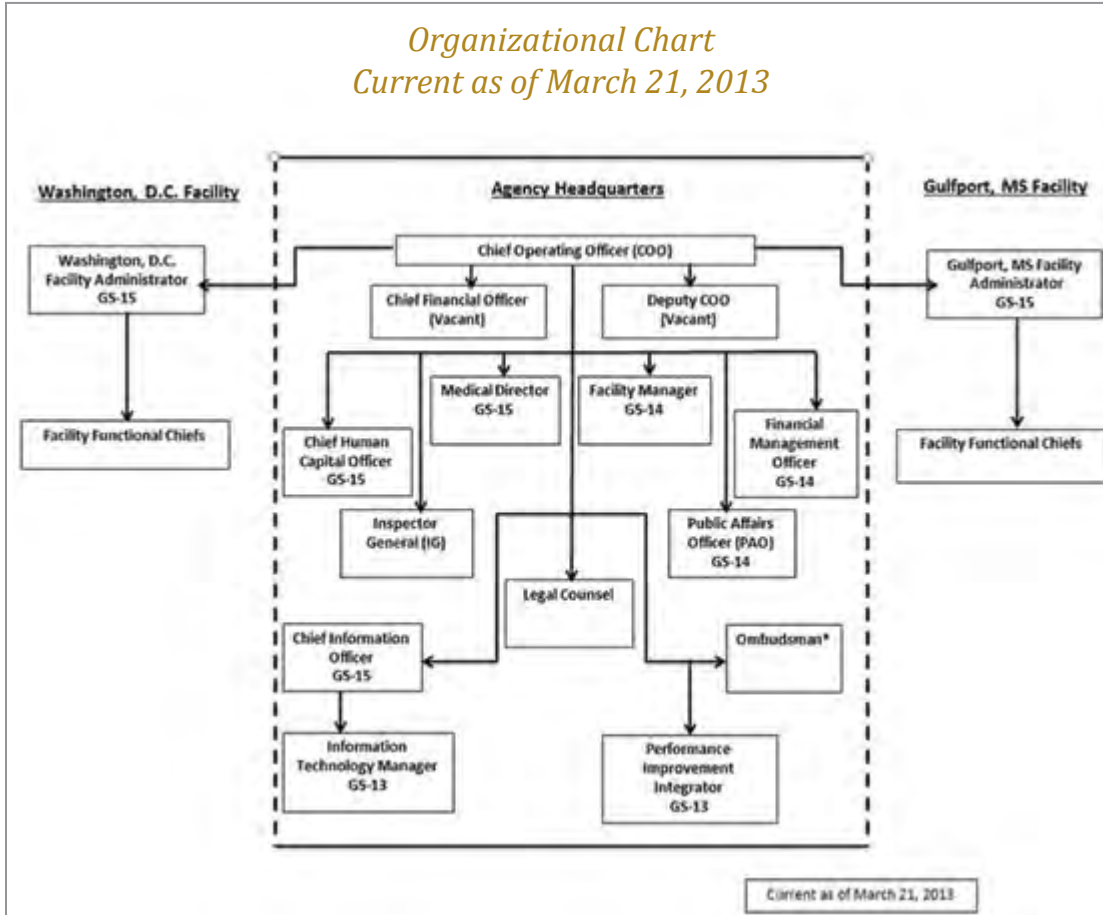 Organizational Chart
Current as of March 21, 2013
Washington, D.C. Facility
Agency Headquarters
Gulfport, MS Facility
Chief Operating Officer (COO)
Washington, D.C.
Facility Administrator
GS-15
Gulfport, MS Facility
Administrator
GS-15
Chief Financial Officer
(Vacant)
Deputy COO
(Vacant)
Medical Director
GS-15
Facility Manager
GS-14
Facility Functional Chiefs
Chief Human
Capital Officer
GS-15
Financial
Management
Officer
GS-14
Facility Functional Chiefs
Inspector
General (IG)
Public Affairs
Officer (PAO)
GS-14
Legal Counsel
Chief Information
Officer
GS-15
Ombudsman*
Information
Technology Manager
GS-13
Performance
Improvement
Integrator
GS-13
Current as of March 21, 2013